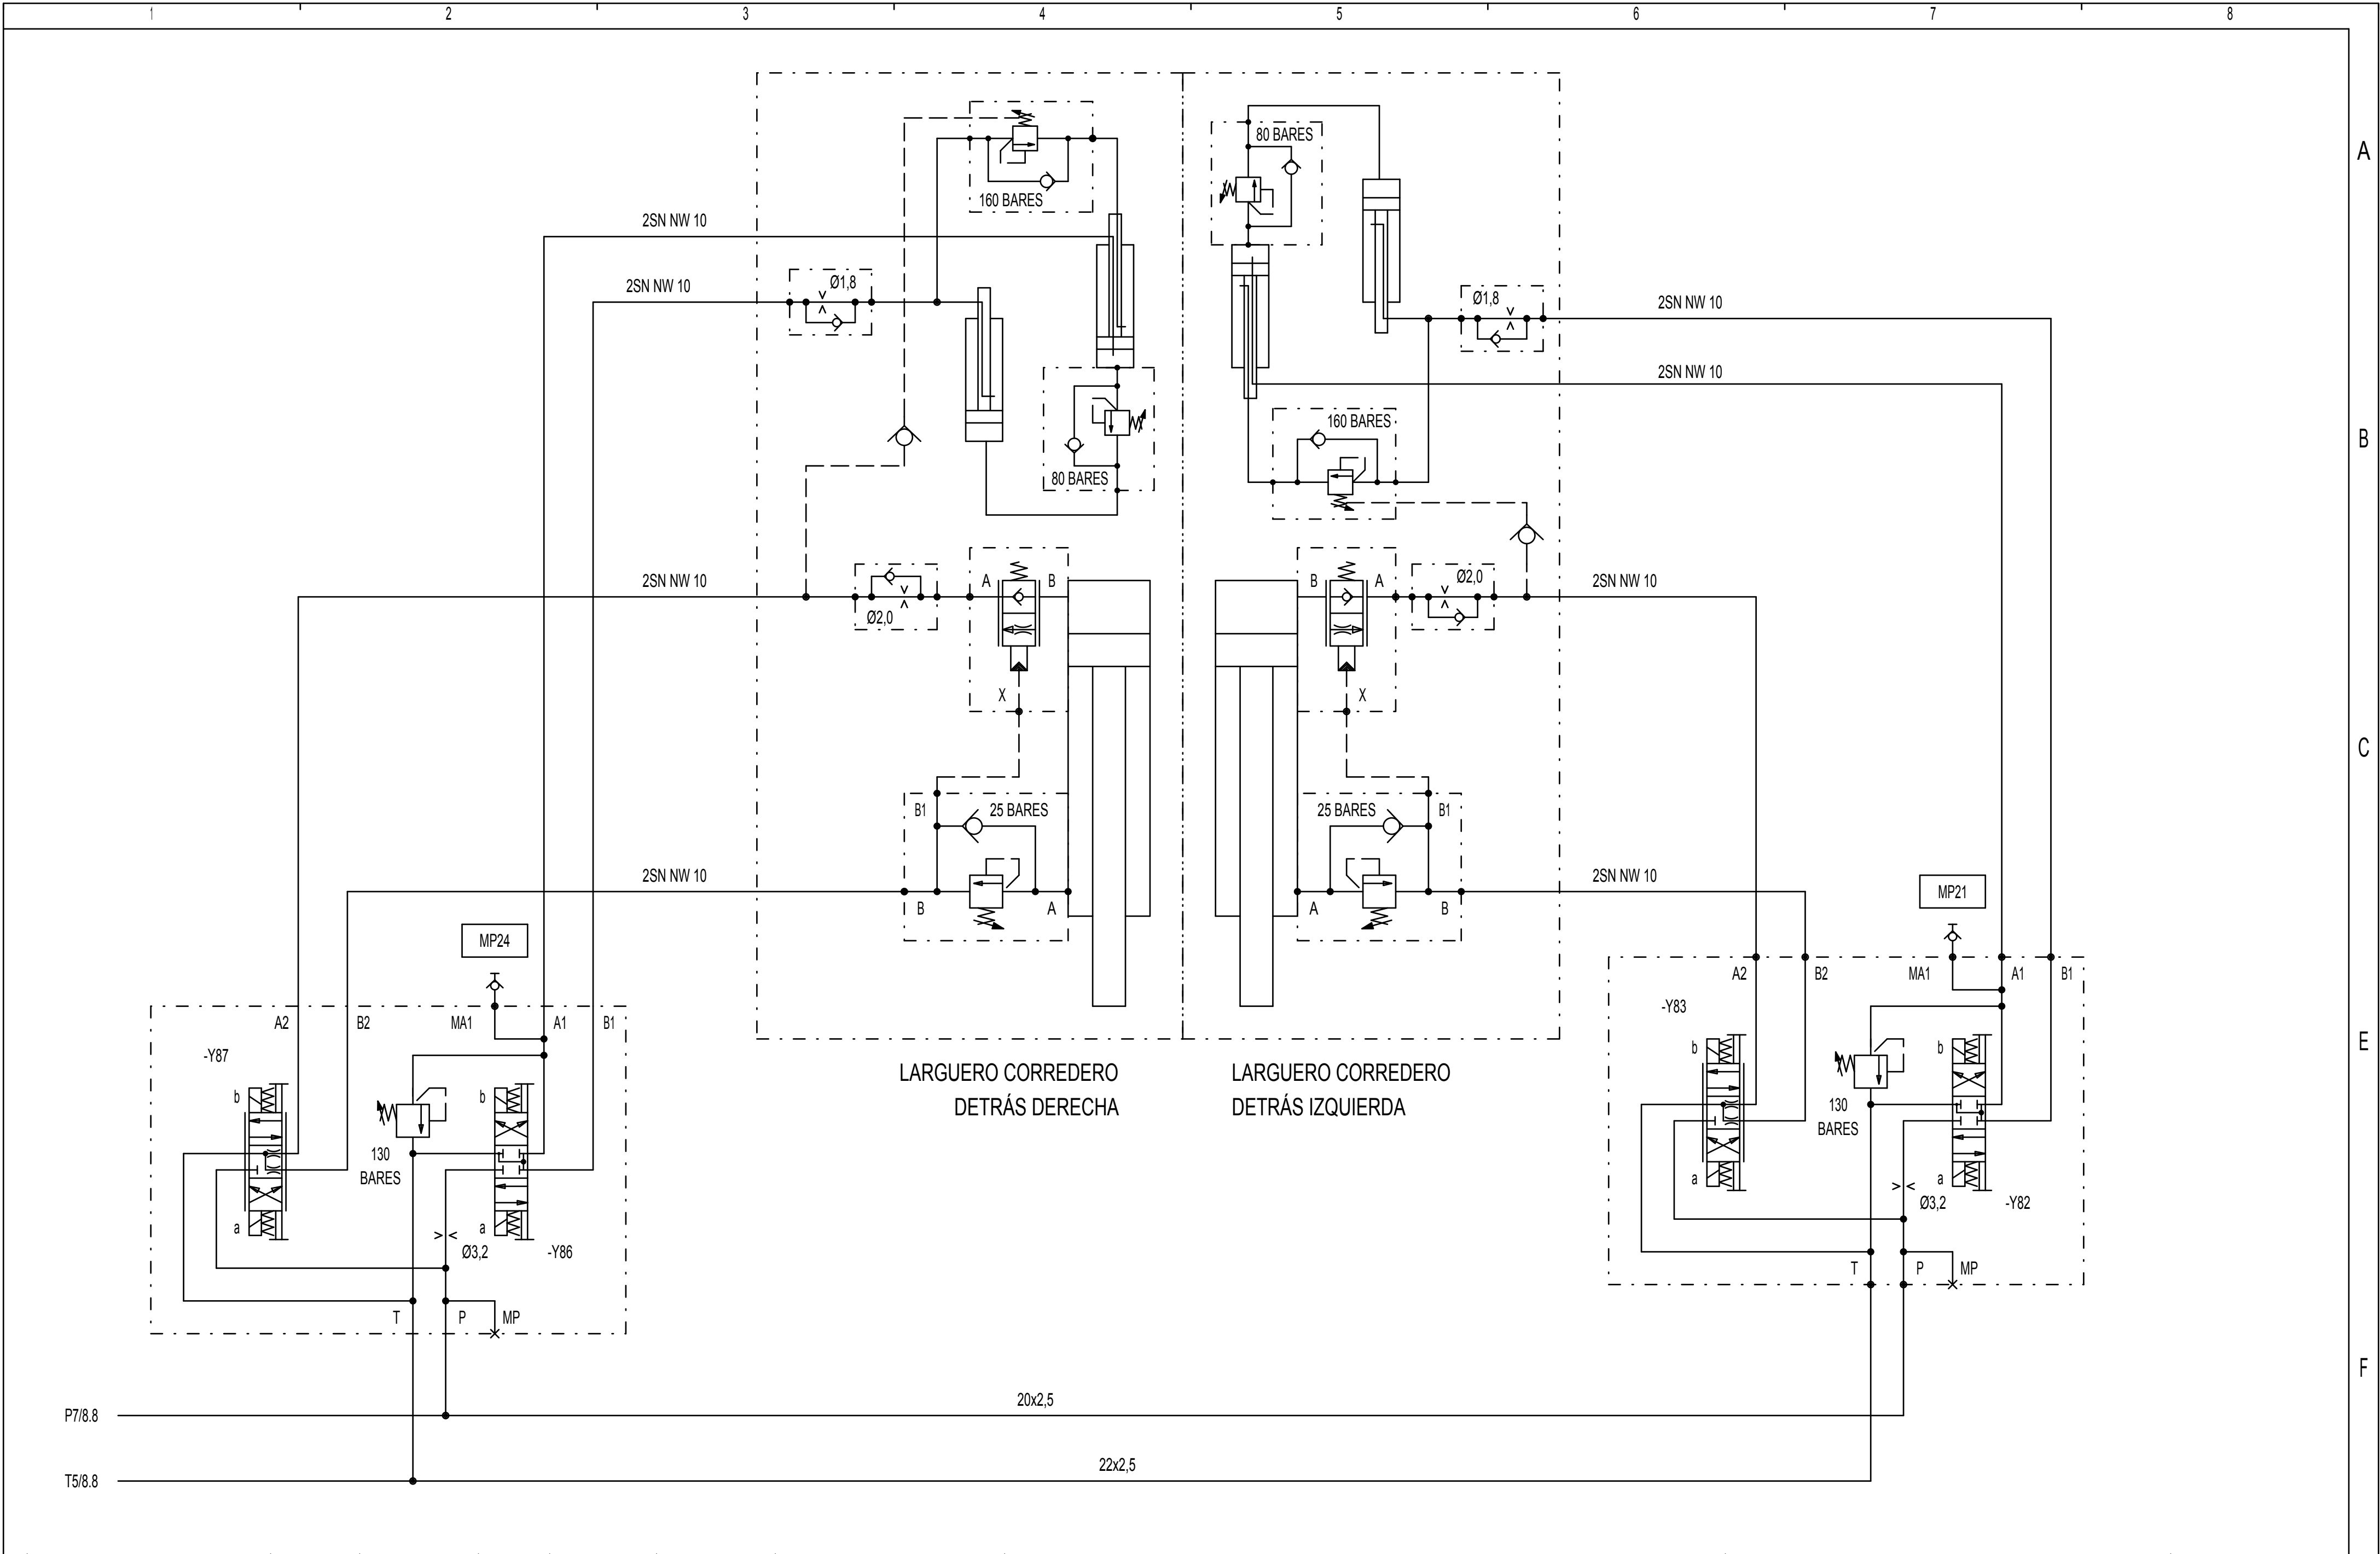 1 2 3 4 5 6 7 8
A
B
C
E
F
160 BARES
80 BARES
2SN NW 10
2SN NW 10
Ø1,8
Ø1,8
2SN NW 10
2SN NW 10
160 BARES
80 BARES
2SN NW 10
Ø2,0
A
B
X
B
A
X
Ø2,0
2SN NW 10
B1
25 BARES
25 BARES
B1
2SN NW 10
B
A
A
B
2SN NW 10
MP24
MP21
A2
B2
MA1
A1
B1
-Y87
b
a
130
BARES
b
a
Ø3,2
-Y86
T
P
MP
LARGUERO CORREDERO
DETRÁS DERECHA
LARGUERO CORREDERO
DETRÁS IZQUIERDA
A2
B2
MA1
A1
B1
-Y83
b
a
130
BARES
b
a
Ø3,2
-Y82
T
P
MP
P7/8.8
20x2,5
T5/8.8
22x2,5